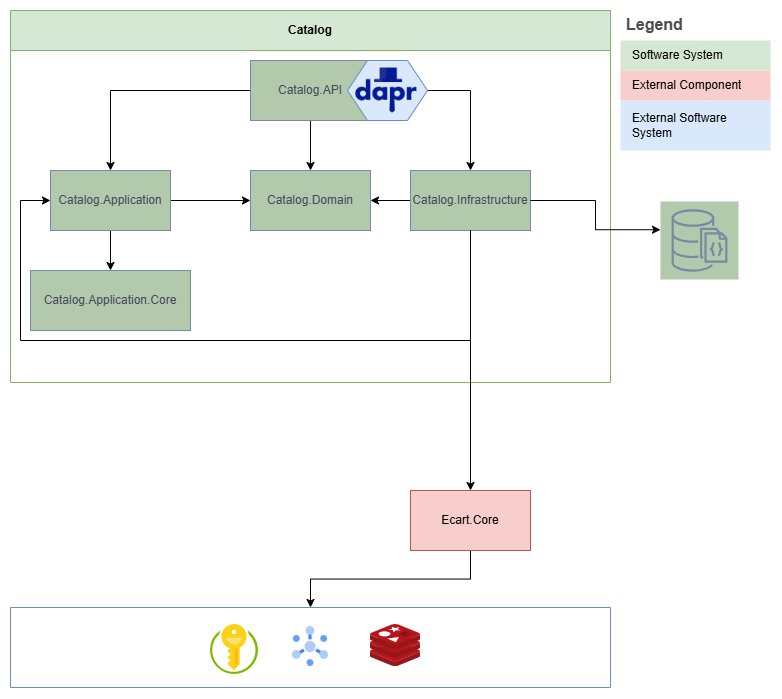 Catalog
Legend
Software System
External Component
External Software
System
Catalog.API
dapr
Catalog.Application
Catalog.Domain
Catalog.Infrastructure
{}
Catalog.Application.Core
Ecart.Core